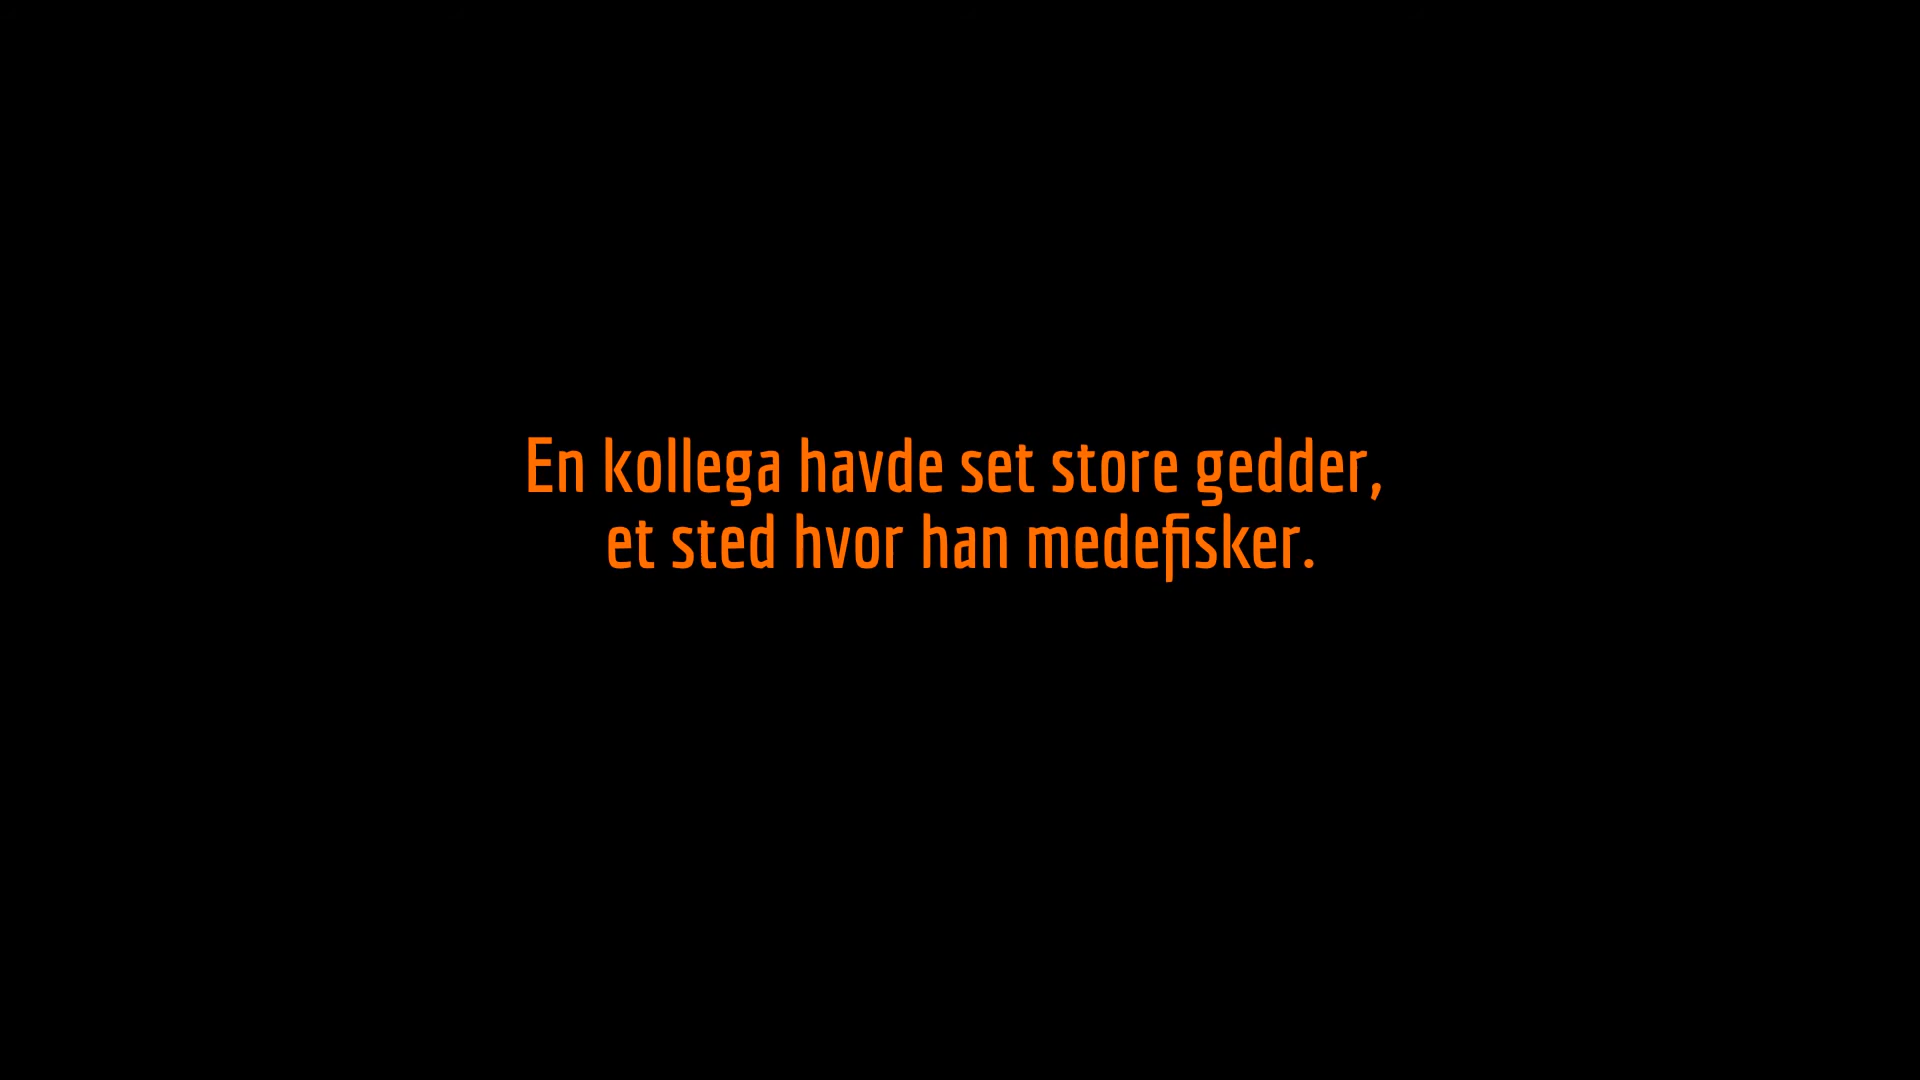 En kollega havde set store gedder,
et sted hvor han medefisker.